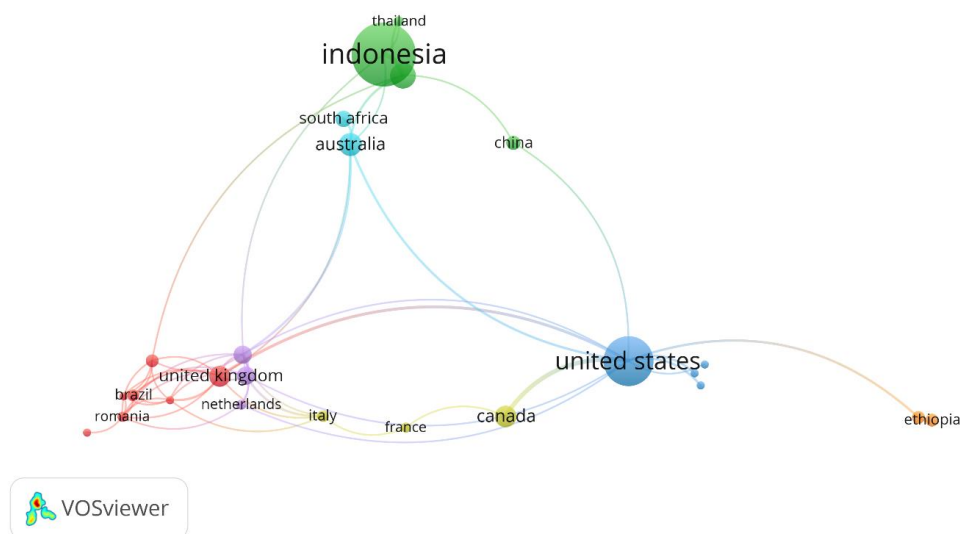 thailand
indonesia
south africa
australia
china
united states
united kingdom
brazil
netherlands
romania
italy
france
canada
ethiopia
VOSviewer